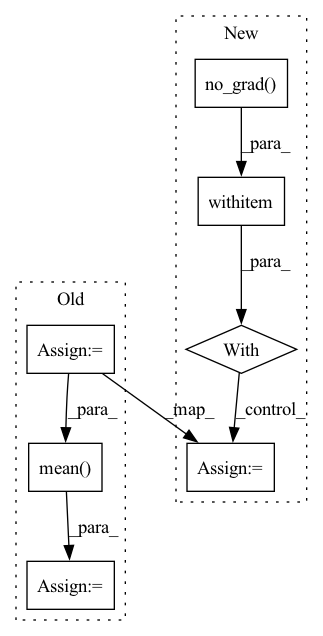 New
no_grad()
_para_
withitem
_para_
Old
Assign:=
With
_para_
_map_
_control_
mean()
Assign:=
_para_
Assign:=